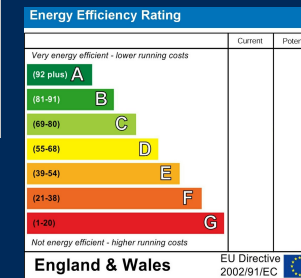 Energy Efficiency Rating
Current
Very energy efficient - lower running costs
(92 plus) A
(81-91) B
(69-80) C
(55-68) D
(39-54) E
(21-38) F
(1-20) G
Not energy efficient - higher running costs
England & Wales
EU Directive
2002/91/EC